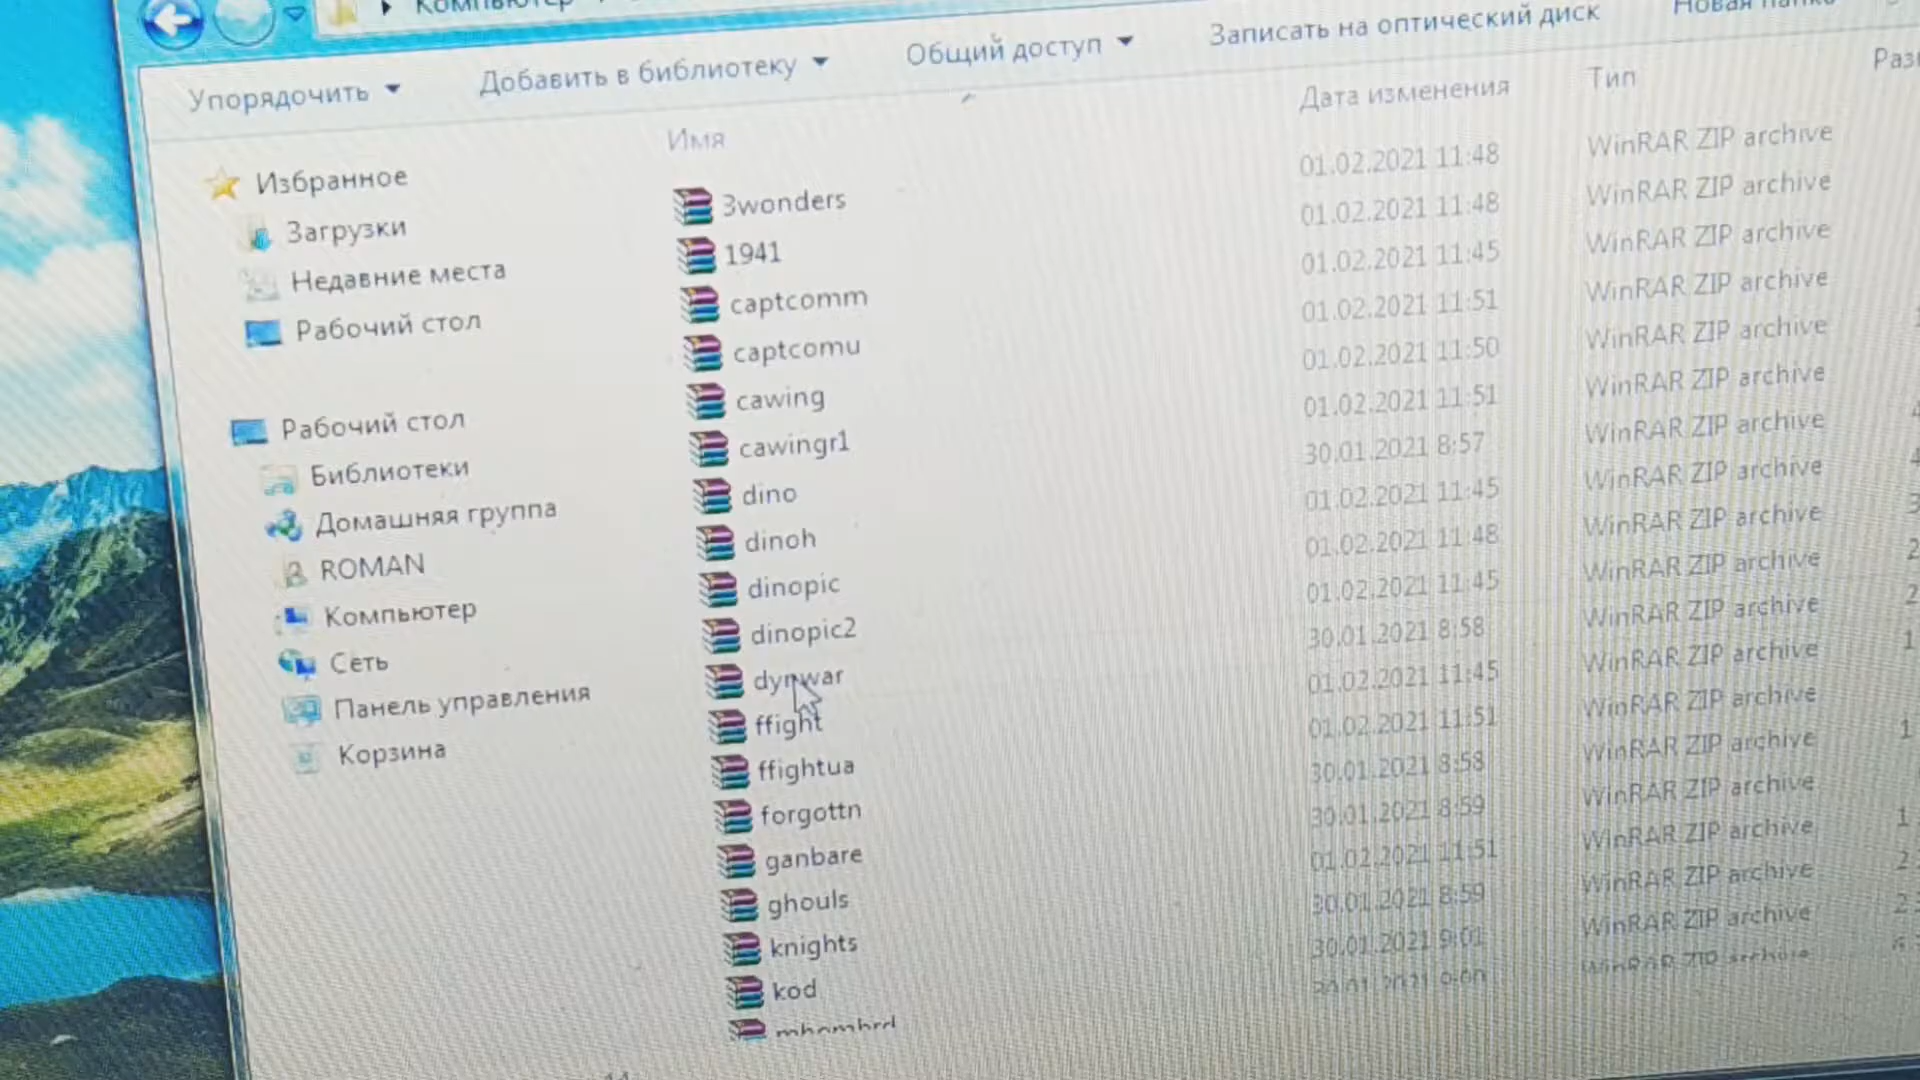 Компьютер
Упорядочить Добавить в библиотеку Общий доступ Записать на оптический диск Новая
Имя Дата изменения Тип
Избранное
Загрузки
Недавние места
Рабочий стол
Рабочий стол
Библиотеки
Домашняя группа
ROMAN
Компьютер
Сеть
Панель управления
Корзина
3wonders 01.02.2021 11:48 WinRAR ZIP archive
1941 01.02.2021 11:48 WinRAR ZIP archive
captcomm 01.02.2021 11:45 WinRAR ZIP archive
captcomu 01.02.2021 11:51 WinRAR ZIP archive
cawing 01.02.2021 11:50 WinRAR ZIP archive
cawingr1 01.02.2021 11:51 WinRAR ZIP archive
dino 30.01.2021 8:57 WinRAR ZIP archive
dinoh 01.02.2021 11:45 WinRAR ZIP archive
dinopic 01.02.2021 11:48 WinRAR ZIP archive
dinopic2 01.02.2021 11:45 WinRAR ZIP archive
dynwar 30.01.2021 8:58 WinRAR ZIP archive
ffight 01.02.2021 11:45 WinRAR ZIP archive
ffightua 01.02.2021 11:51 WinRAR ZIP archive
forgottn 30.01.2021 8:58 WinRAR ZIP archive
ganbare 30.01.2021 8:59 WinRAR ZIP archive
ghouls 01.02.2021 11:51 WinRAR ZIP archive
knights 30.01.2021 8:59 WinRAR ZIP archive
kod 30.01.2021 9:01 WinRAR ZIP archive